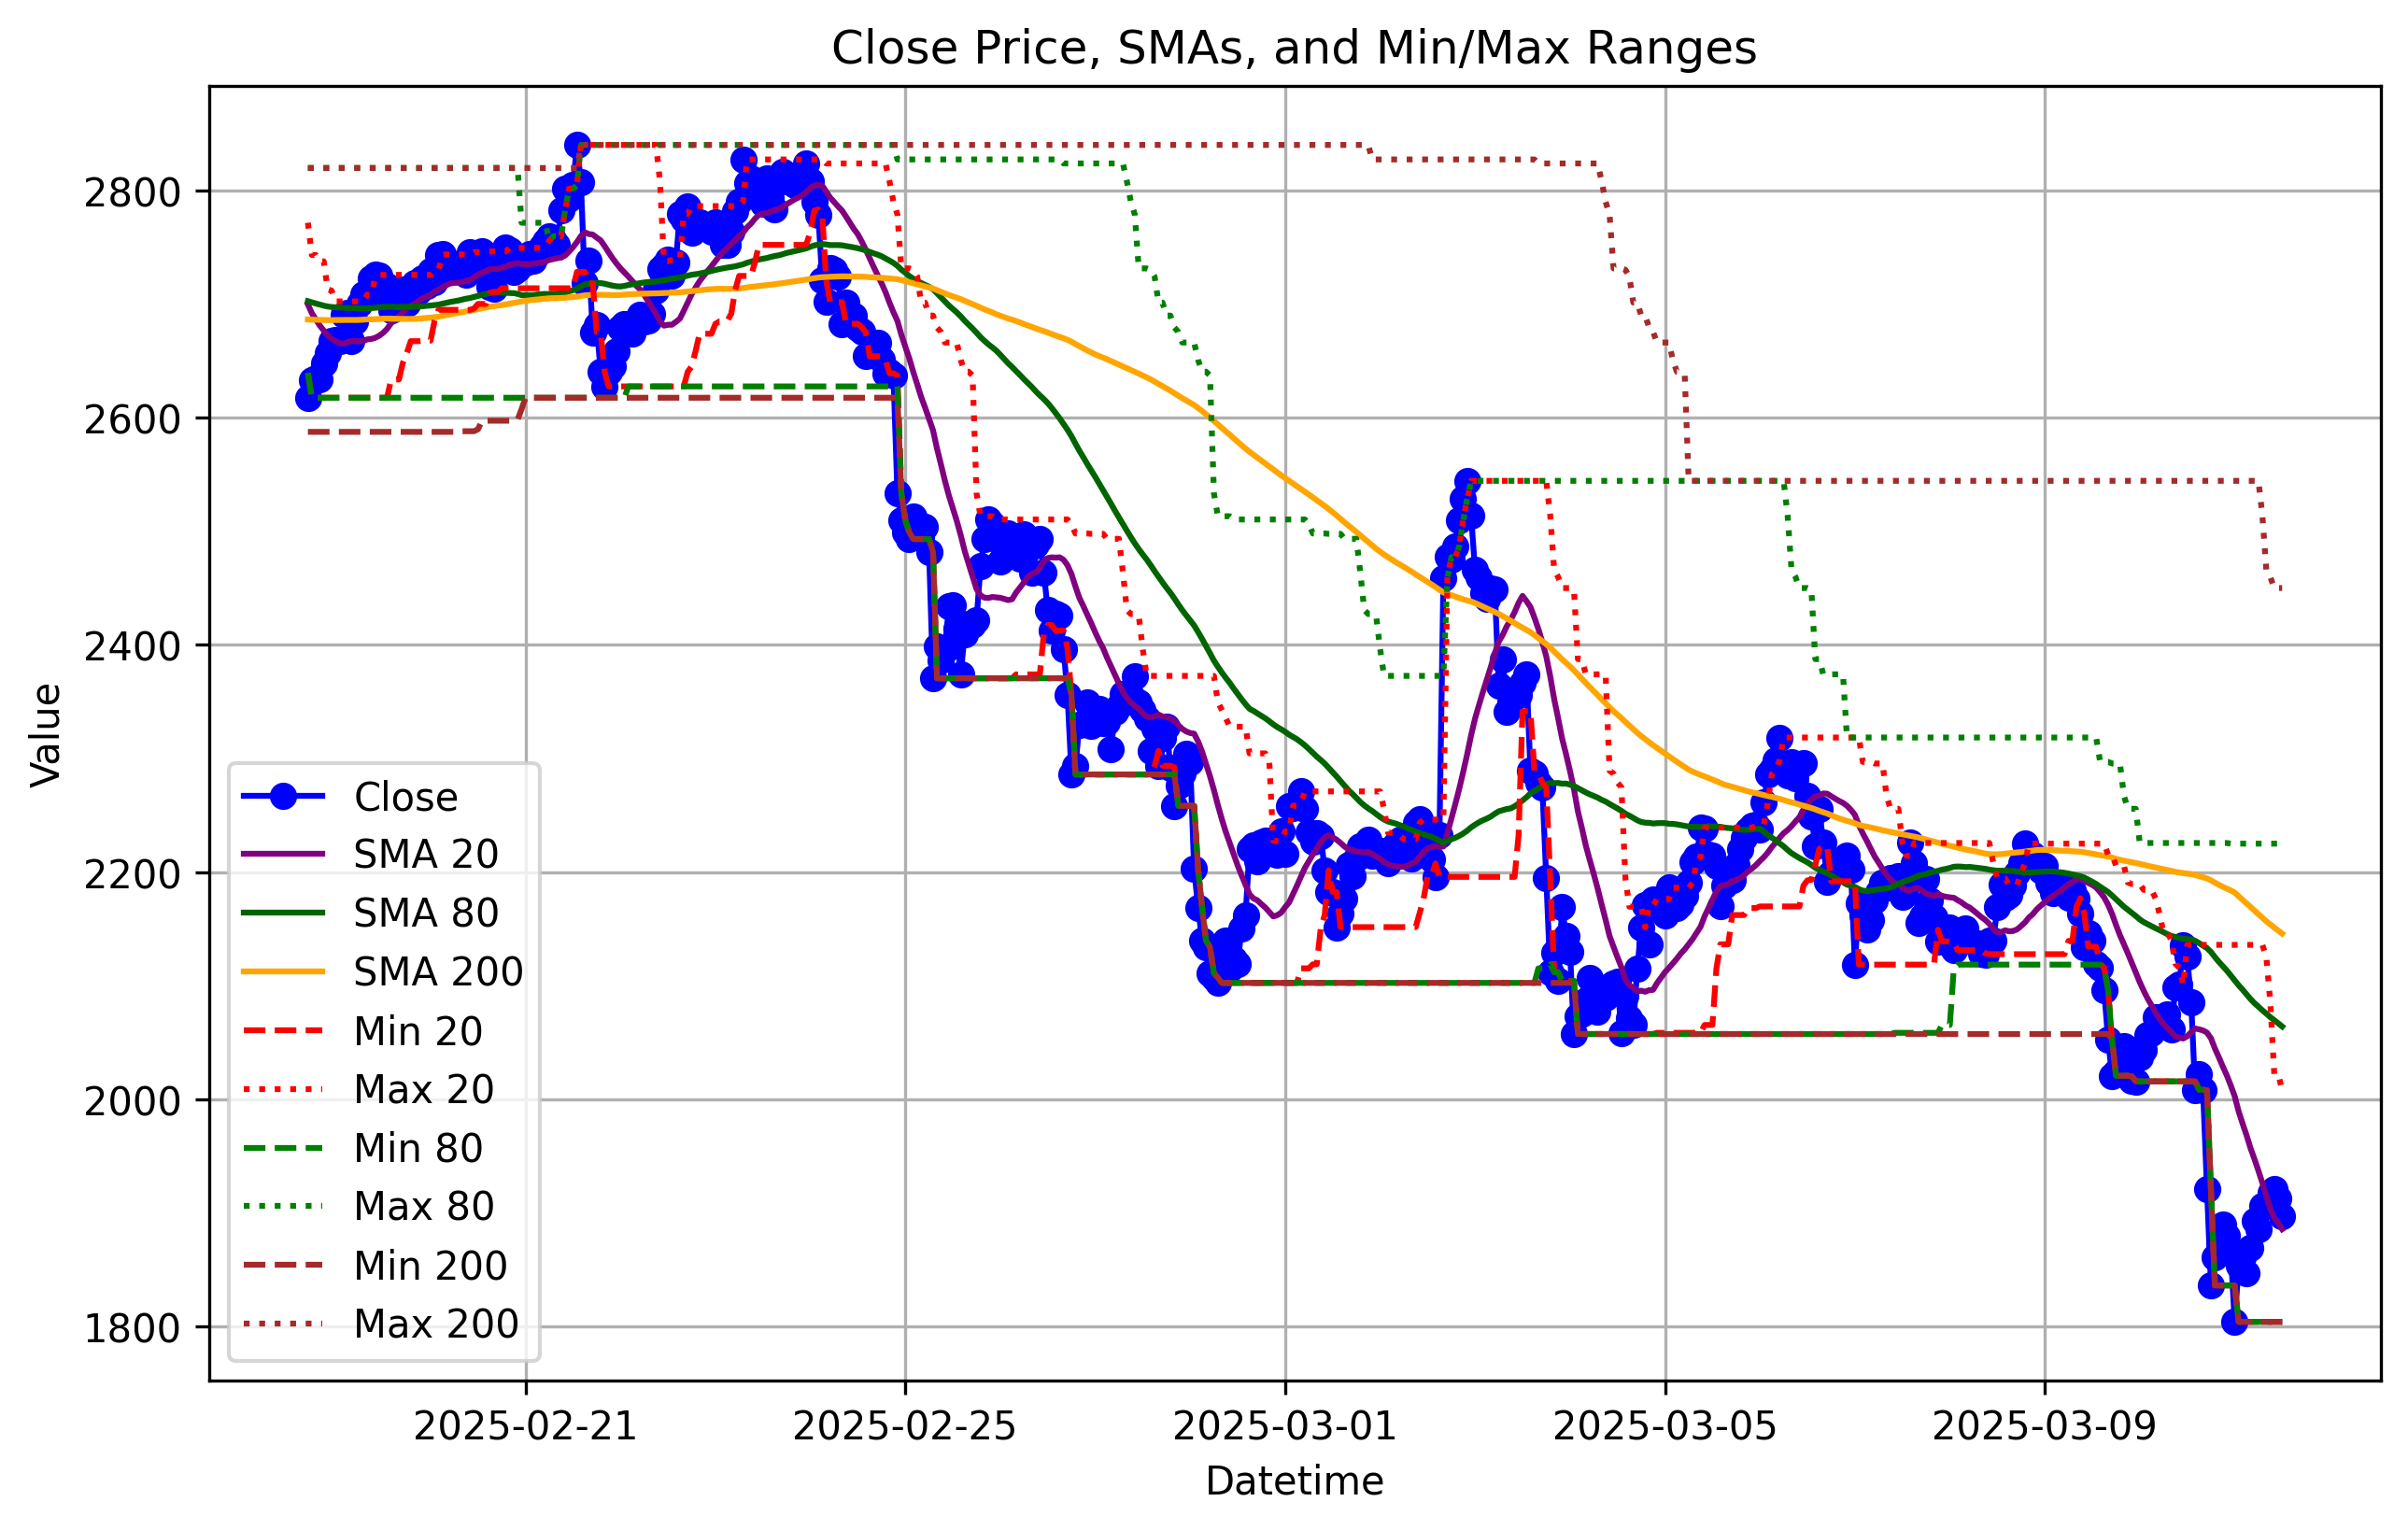 Close Price, SMAs, and Min/Max Ranges
Value
2800
2600
2400
2200
2000
1800
Close
SMA 20
SMA 80
SMA 200
Min 20
Max 20
Min 80
Max 80
Min 200
Max 200
2025-02-21
2025-02-25
2025-03-01
2025-03-05
2025-03-09
Datetime